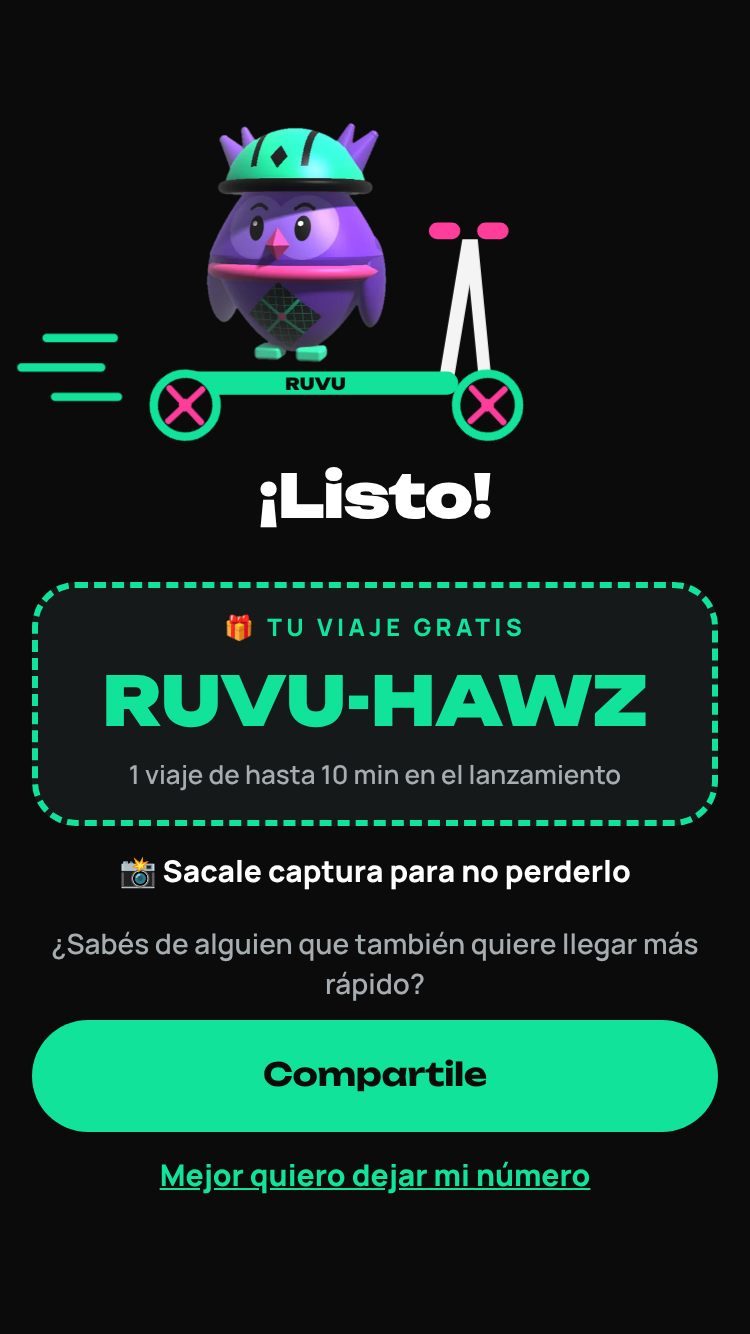 RUVU
¡Listo!
🎁 TU VIAJE GRATIS
RUVU-HAWZ
1 viaje de hasta 10 min en el lanzamiento
📸 Sacale captura para no perderlo
¿Sabés de alguien que también quiere llegar más
rápido?
Compartile
Mejor quiero dejar mi número